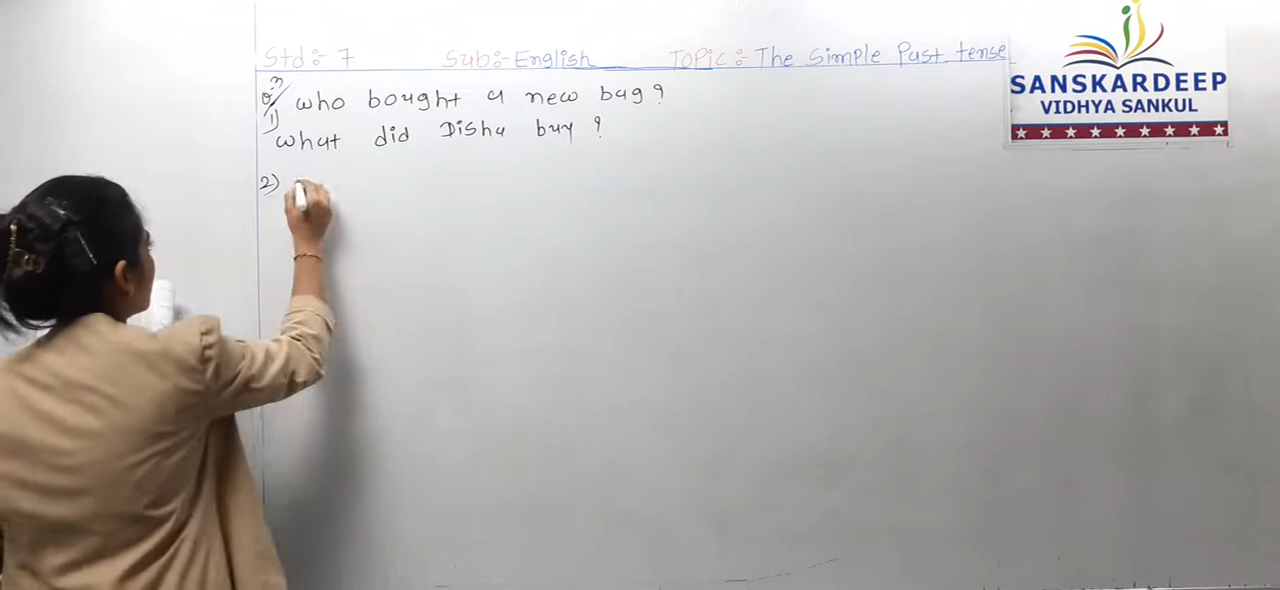 Std:- 7 Sub:- English Topic:- The Simple Past tense
SANSKARDEEP
VIDHYA SANKUL
Q.3
1) who bought a new bag?
what did Disha buy ?
2)